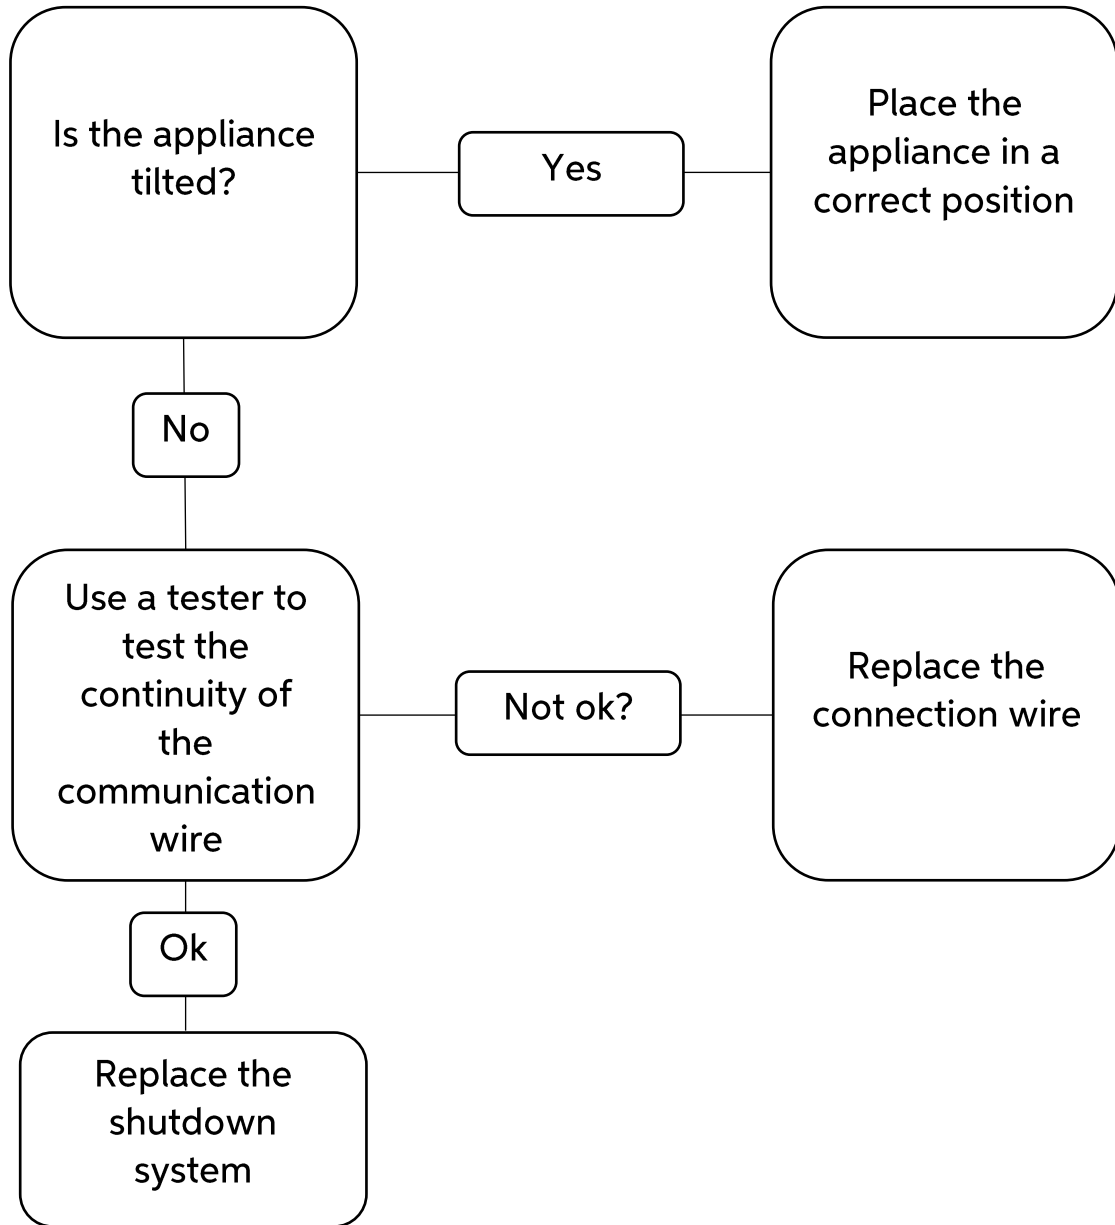 Is the appliance
tilted?
Yes
Place the
appliance in a
correct position
No
Use a tester to
test the
continuity of
the
communication
wire
Not ok?
Replace the
connection wire
Ok
Replace the
shutdown
system